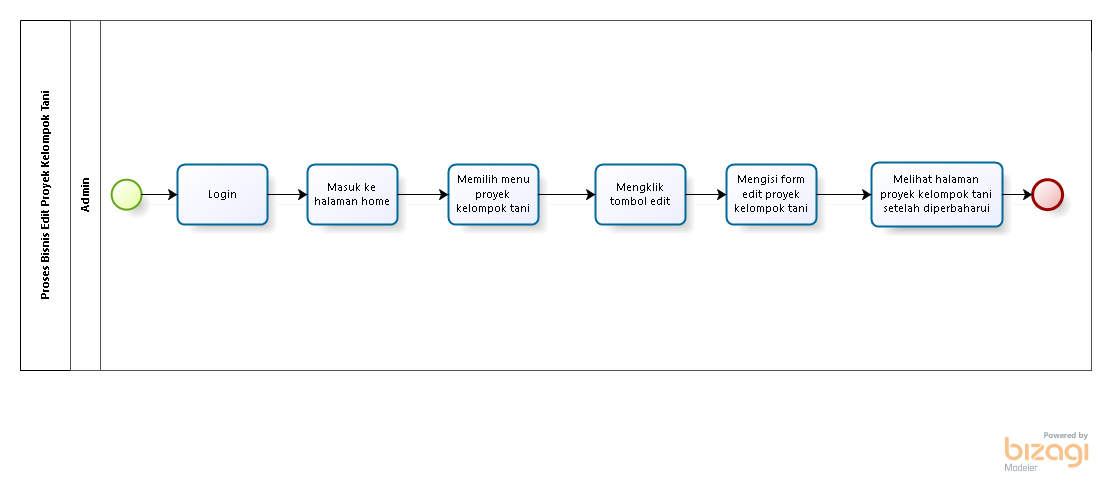 Proses Bisnis Edit Proyek Kelompok Tani
Admin
Login
Masuk ke
halaman home
Memilih menu
proyek
kelompok tani
Mengklik
tombol edit
Mengisi form
edit proyek
kelompok tani
Melihat halaman
proyek kelompok tani
setelah diperbaharui
Powered by
bizagi
Modeler